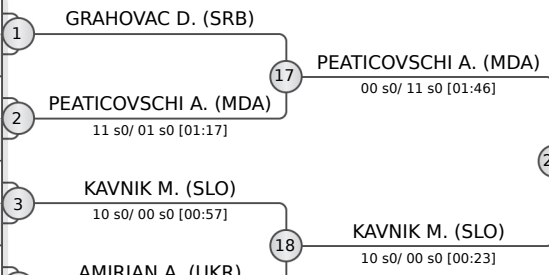 GRAHOVAC D. (SRB)
1
PEATICOVSCHI A. (MDA)
17
00 s0/ 11 s0 [01:46]
PEATICOVSCHI A. (MDA)
2
11 s0/ 01 s0 [01:17]
KAVNIK M. (SLO)
3
10 s0/ 00 s0 [00:57]
KAVNIK M. (SLO)
18
10 s0/ 00 s0 [00:23]
AMIRIAN A. (UKR)